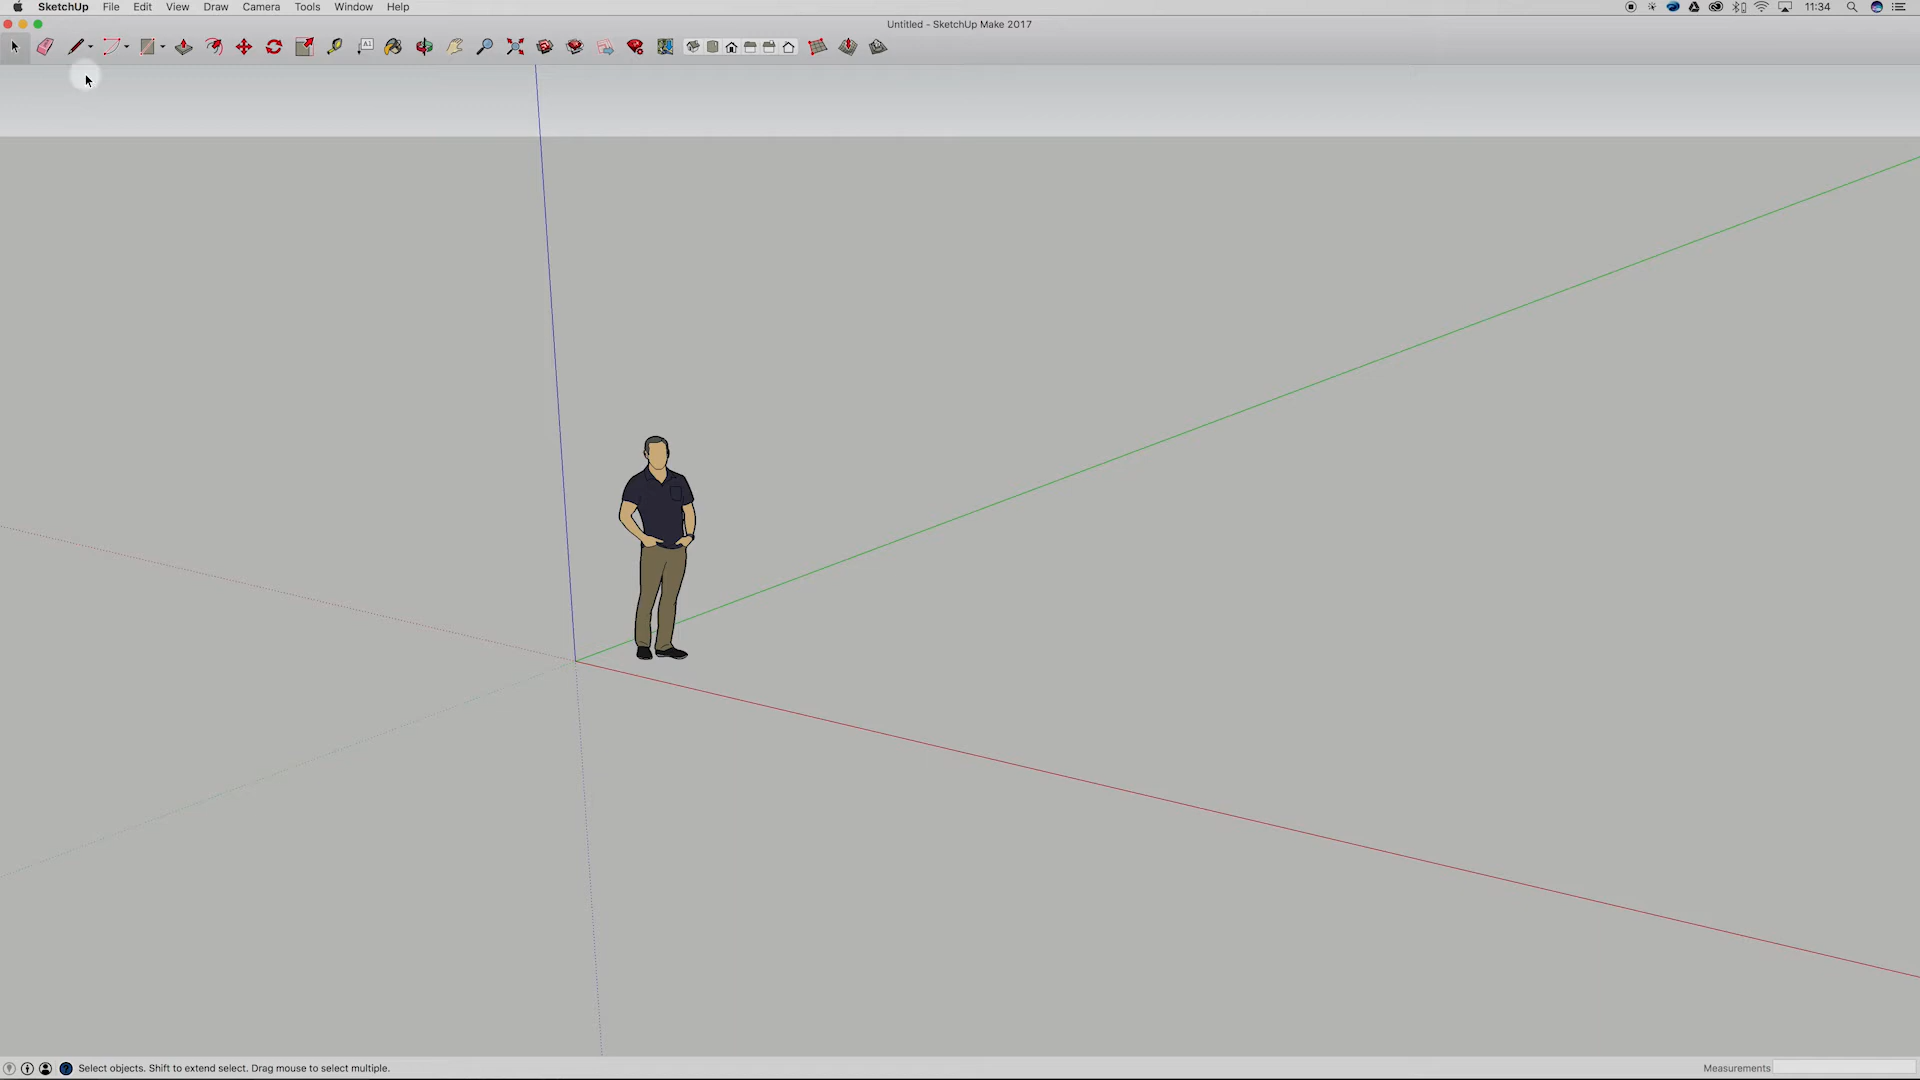 SketchUp File Edit View Draw Camera Tools Window Help 11:34
Untitled - SketchUp Make 2017
A1
Select objects. Shift to extend select. Drag mouse to select multiple. Measurements